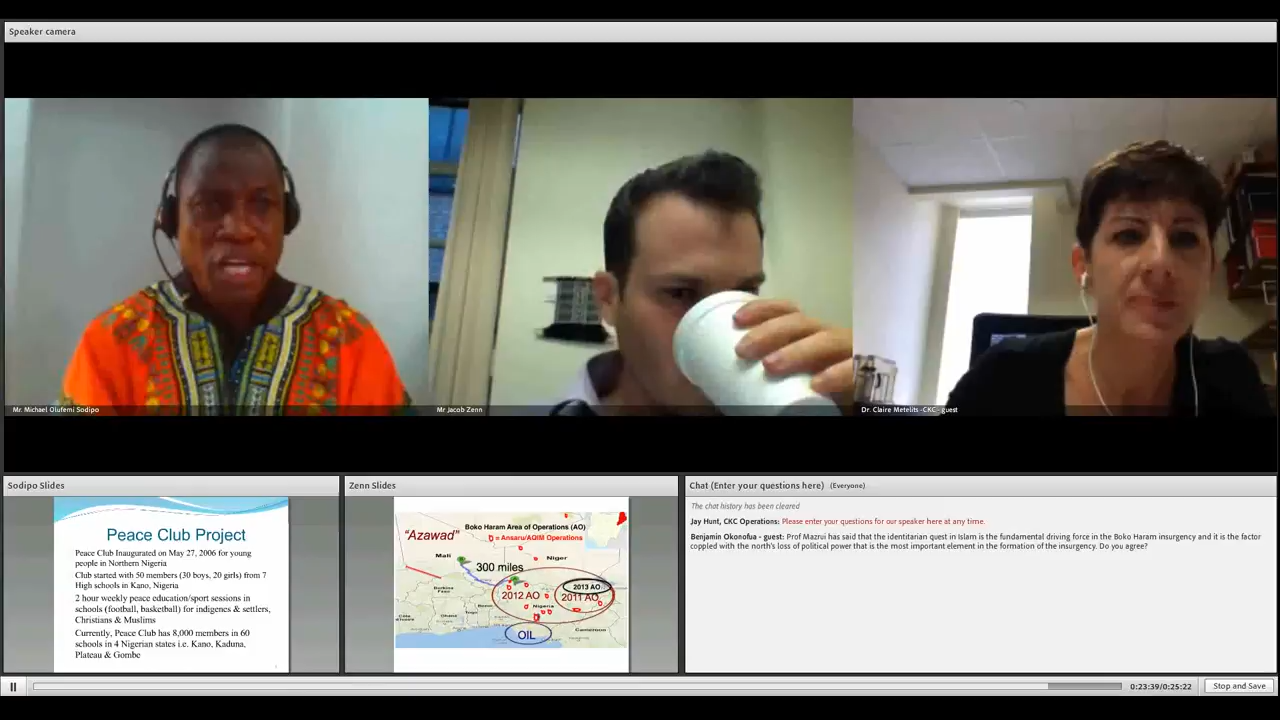 Speaker camera
Mr. Michael Olufemi Sodipo
Mr Jacob Zenn
Dr. Claire Metelits -CKC - guest
Sodipo Slides
Peace Club Project
Peace Club Inaugurated on May 27, 2006 for young
people in Northern Nigeria
Club started with 50 members (30 boys, 20 girls) from 7
High schools in Kano, Nigeria
2 hour weekly peace education/sport sessions in
schools (football, basketball) for indigenes & settlers,
Christians & Muslims
Currently, Peace Club has 8,000 members in 60
schools in 4 Nigerian states i.e. Kano, Kaduna,
Plateau & Gombe
Zenn Slides
Boko Haram Area of Operations (AO)
"Azawad"
= Ansaru/AQIM Operations
Mali
Niger
300 miles
2013 AO
2012 AO
2011 AO
Nigeria
Cameroon
OIL
Chat (Enter your questions here) (Everyone)
The chat history has been cleared
Jay Hunt, CKC Operations: Please enter your questions for our speaker here at any time.
Benjamin Okonofua - guest: Prof Mazrui has said that the identitarian quest in Islam is the fundamental driving force in the Boko Haram insurgency and it is the factor
coppled with the north's loss of political power that is the most important element in the formation of the insurgency. Do you agree?
0:23:39/0:25:22
Stop and Save